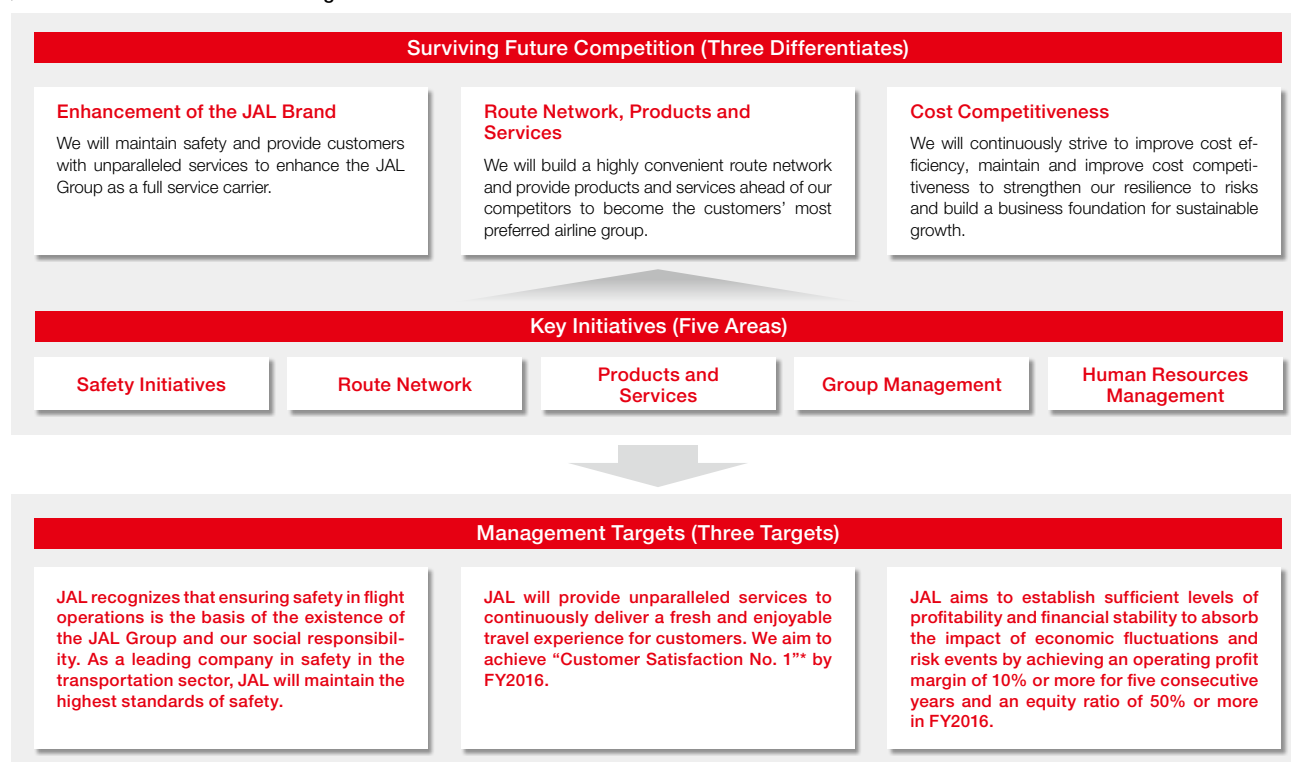 Surviving Future Competition (Three Differentiates)
Enhancement of the JAL Brand
We will maintain safety and provide customers
with unparalleled services to enhance the JAL
Group as a full service carrier.
Route Network, Products and
Services
We will build a highly convenient route network
and provide products and services ahead of our
competitors to become the customers’ most
preferred airline group.
Cost Competitiveness
We will continuously strive to improve cost ef-
ficiency, maintain and improve cost competi-
tiveness to strengthen our resilience to risks
and build a business foundation for sustainable
growth.
Key Initiatives (Five Areas)
Safety Initiatives
Route Network
Products and
Services
Group Management
Human Resources
Management
Management Targets (Three Targets)
JAL recognizes that ensuring safety in flight
operations is the basis of the existence of
the JAL Group and our social responsibil-
ity. As a leading company in safety in the
transportation sector, JAL will maintain the
highest standards of safety.
JAL will provide unparalleled services to
continuously deliver a fresh and enjoyable
travel experience for customers. We aim to
achieve “Customer Satisfaction No. 1”* by
FY2016.
JAL aims to establish sufficient levels of
profitability and financial stability to absorb
the impact of economic fluctuations and
risk events by achieving an operating profit
margin of 10% or more for five consecutive
years and an equity ratio of 50% or more
in FY2016.